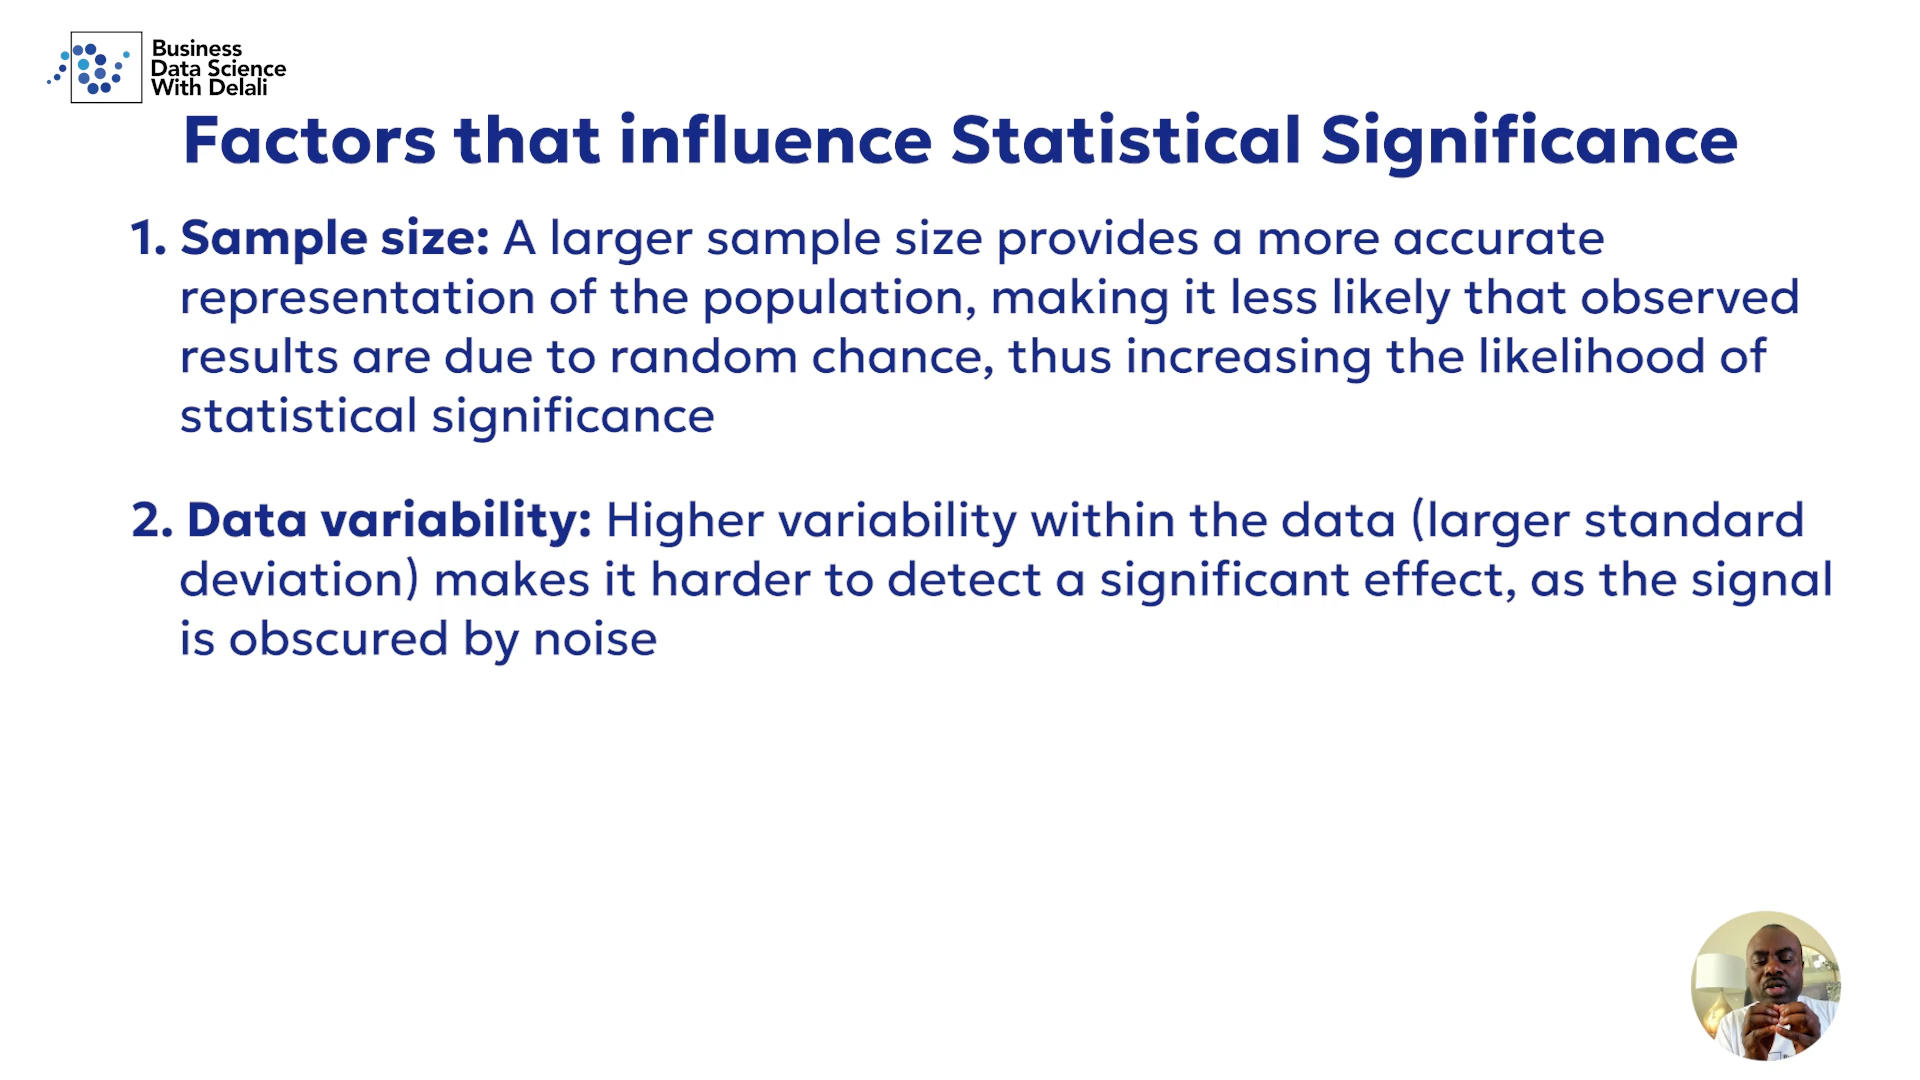 Business
Data Science
With Delali
Factors that influence Statistical Significance
1. Sample size: A larger sample size provides a more accurate
representation of the population, making it less likely that observed
results are due to random chance, thus increasing the likelihood of
statistical significance
2. Data variability: Higher variability within the data (larger standard
deviation) makes it harder to detect a significant effect, as the signal
is obscured by noise